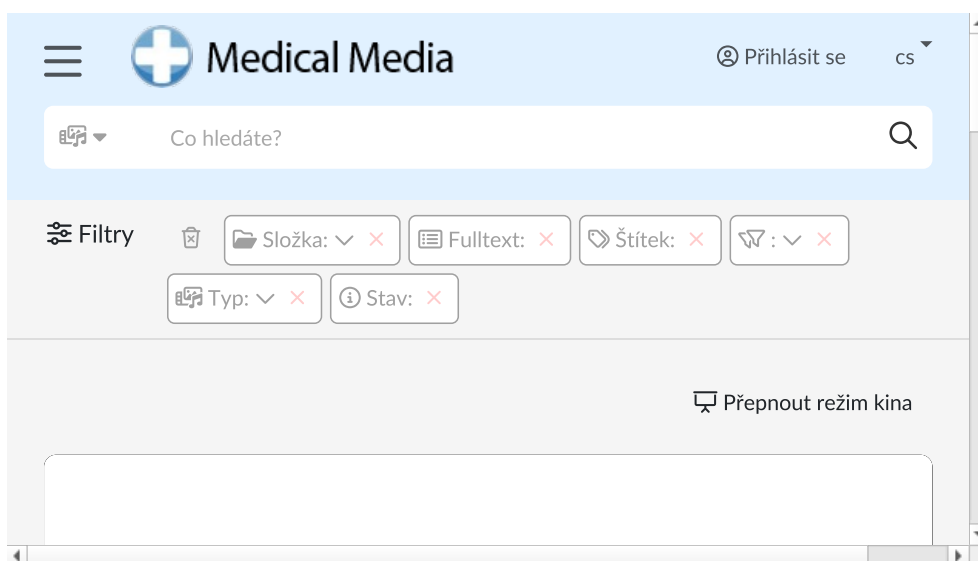 Medical Media
Přihlásit se
cs
Co hledáte?
Filtry
Složka:
Fulltext:
Štítek:
:
Typ:
Stav:
Přepnout režim kina